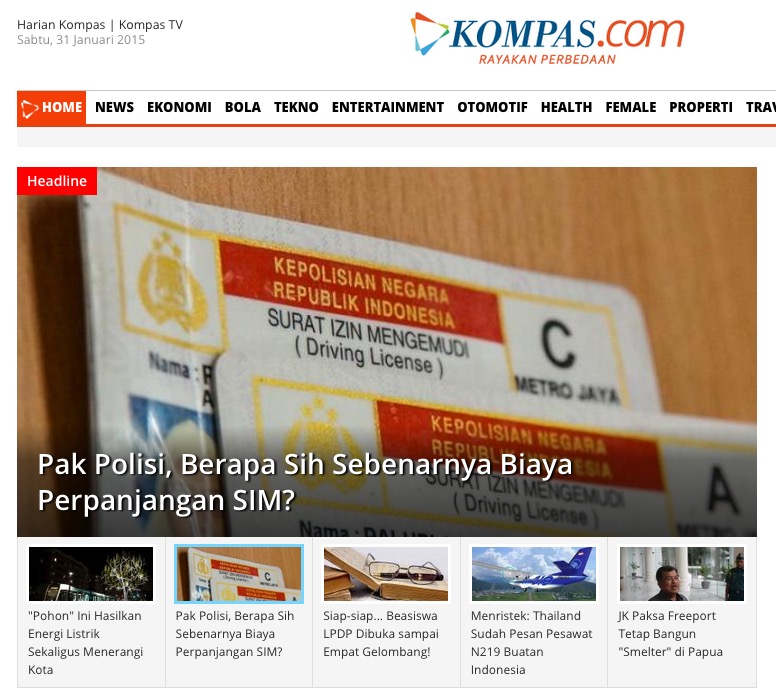 Harian Kompas | Kompas TV
Sabtu, 31 Januari 2015
KOMPAS.com
RAYAKAN PERBEDAAN
HOME NEWS EKONOMI BOLA TEKNO ENTERTAINMENT OTOMOTIF HEALTH FEMALE PROPERTI TRAV
Headline
KEPOLISIAN NEGARA
REPUBLIK INDONESIA
SURAT IZIN MENGEMUDI
( Driving License )
C
METRO JAYA
Nama :
KEPOLISIAN NEGARA
REPUBLIK INDONESIA
SURAT IZIN MENGEMUDI
( Driving License )
A
METRO JAYA
Nama :
Pak Polisi, Berapa Sih Sebenarnya Biaya
Perpanjangan SIM?
"Pohon" Ini Hasilkan
Energi Listrik
Sekaligus Menerangi
Kota
Pak Polisi, Berapa Sih
Sebenarnya Biaya
Perpanjangan SIM?
Siap-siap... Beasiswa
LPDP Dibuka sampai
Empat Gelombang!
Menristek: Thailand
Sudah Pesan Pesawat
N219 Buatan
Indonesia
JK Paksa Freeport
Tetap Bangun
"Smelter" di Papua